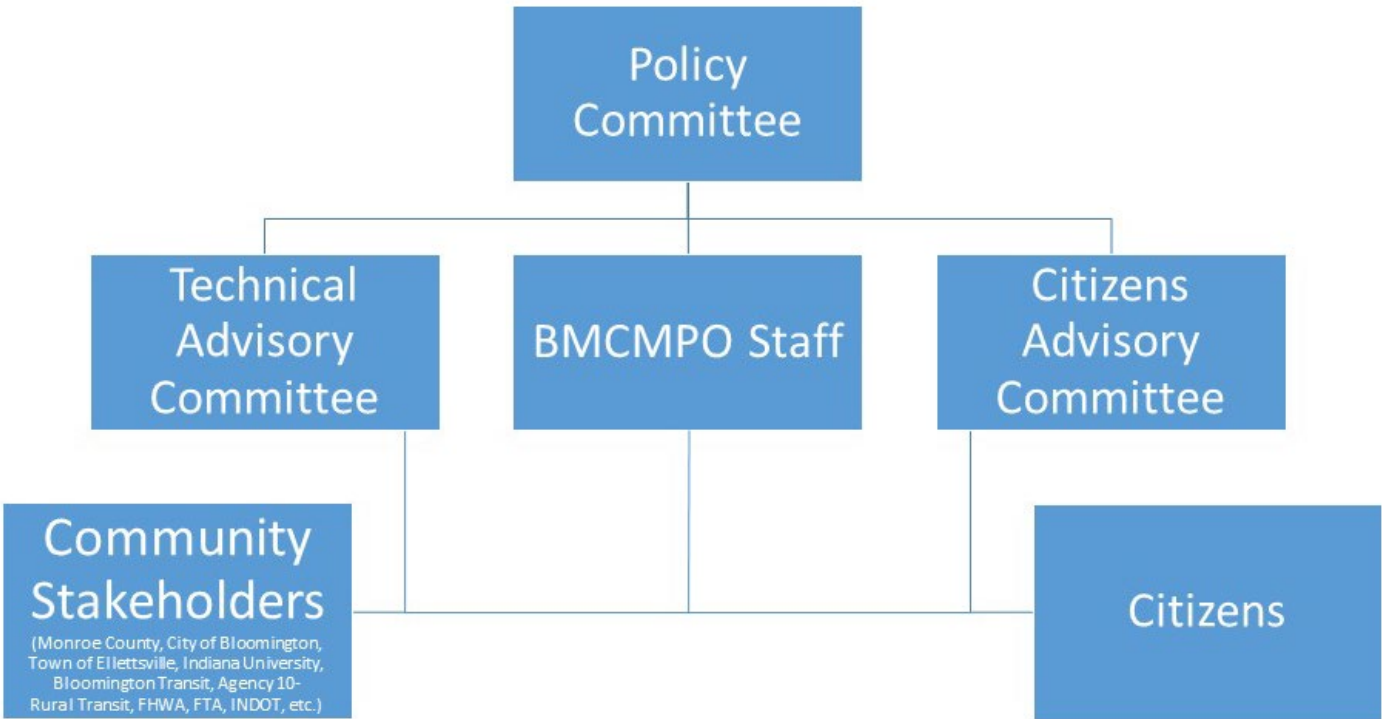 Policy
Committee
Technical
Advisory
Committee
BMCMPO Staff
Citizens
Advisory
Committee
Community
Stakeholders
(Monroe County, City of Bloomington,
Town of Ellettsville, Indiana University,
Bloomington Transit, Agency 10-
Rural Transit, FHWA, FTA, INDOT, etc.)
Citizens